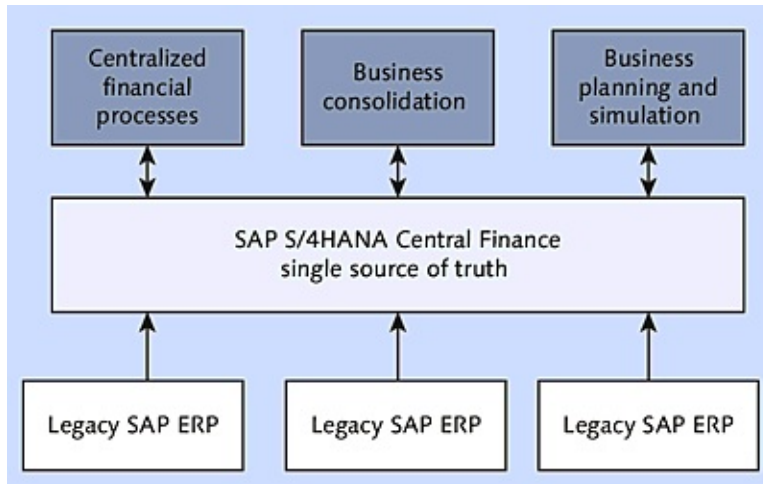 Centralized
financial
processes
Business
consolidation
Business
planning and
simulation
SAP S/4HANA Central Finance
single source of truth
Legacy SAP ERP
Legacy SAP ERP
Legacy SAP ERP